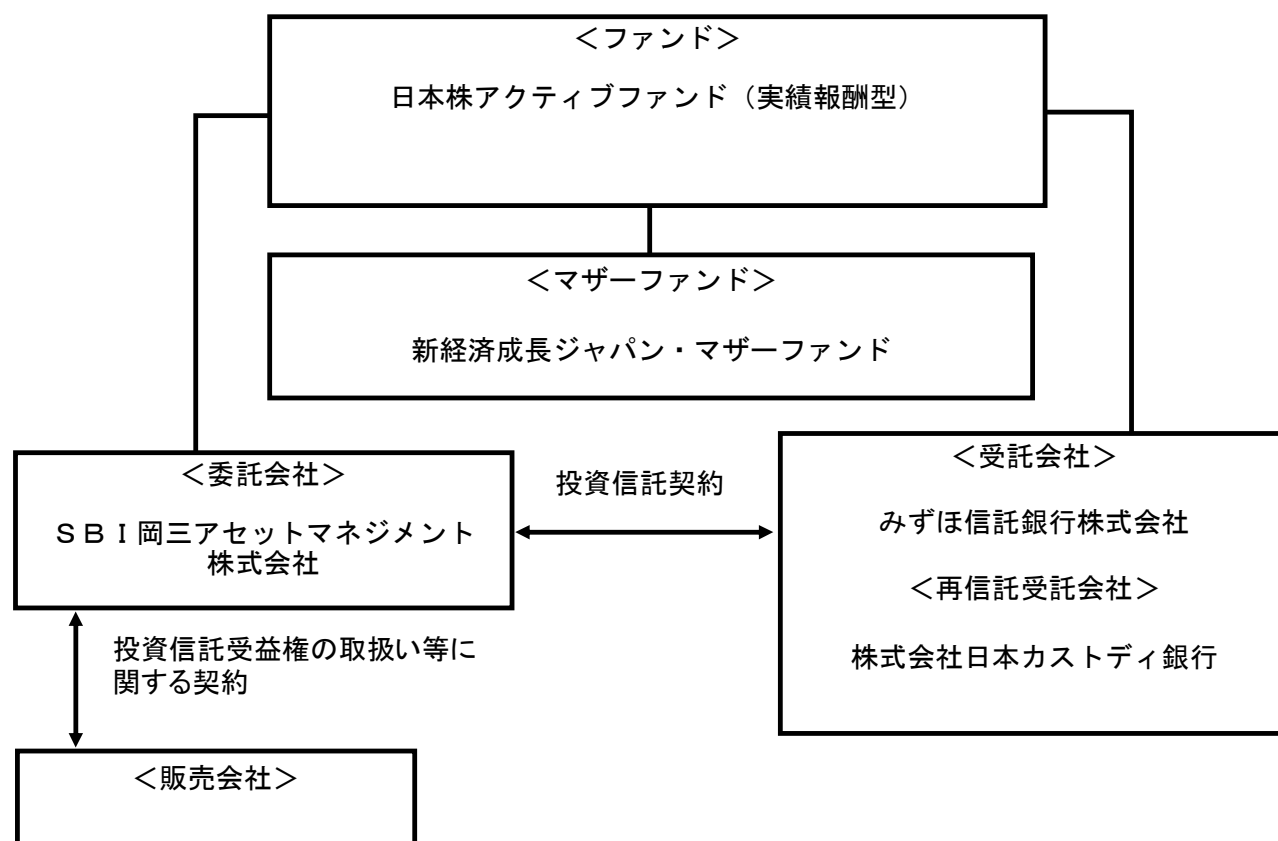 ＜ファンド＞
日本株アクティブファンド（実績報酬型）
＜マザーファンド＞
新経済成長ジャパン・マザーファンド
＜委託会社＞
ＳＢＩ岡三アセットマネジメント
株式会社
投資信託契約
＜受託会社＞
みずほ信託銀行株式会社
＜再信託受託会社＞
株式会社日本カストディ銀行
投資信託受益権の取扱い等に
関する契約
＜販売会社＞